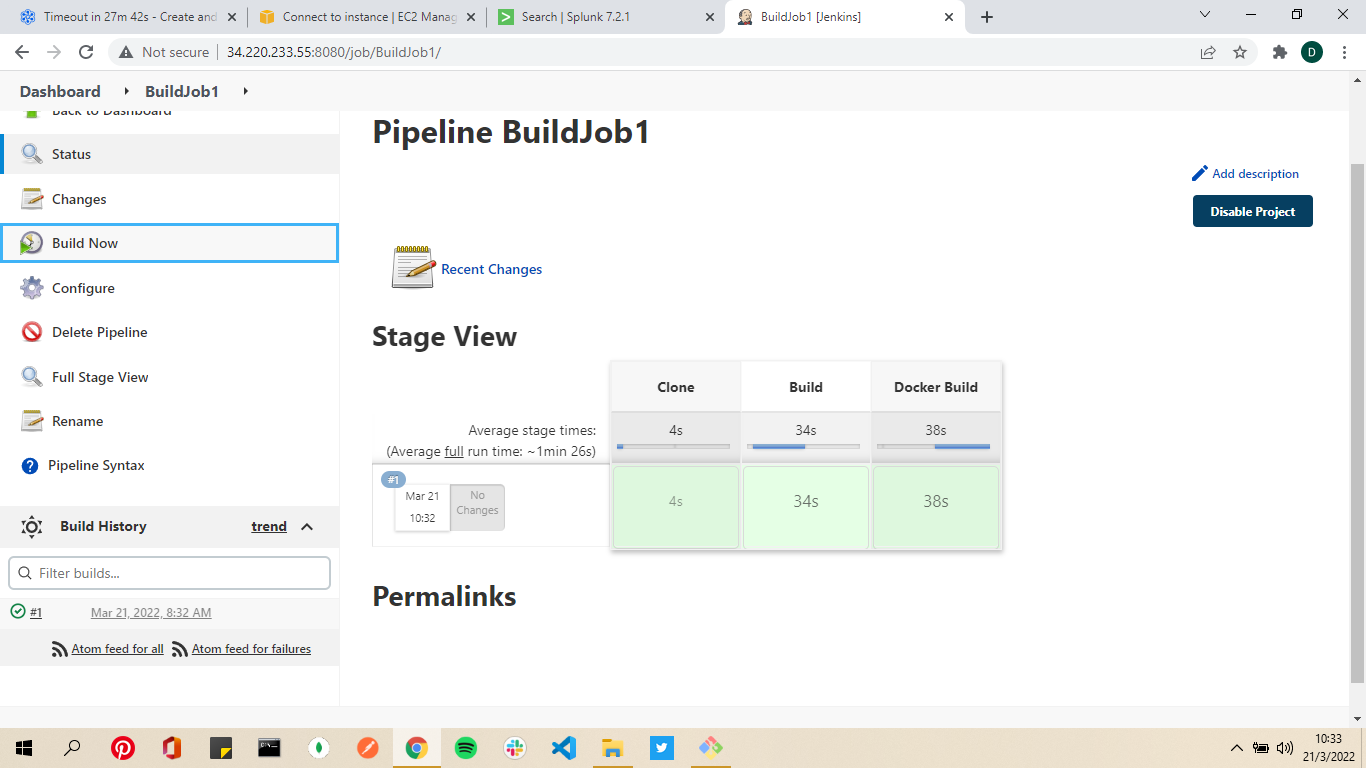 Timeout in 27m 42s - Create and
Connect to instance | EC2 Manag
Search | Splunk 7.2.1
BuildJob1 [Jenkins]
Not secure
34.220.233.55:8080/job/BuildJob1/
D
Dashboard
BuildJob1
Back to Dashboard
Status
Changes
Build Now
Configure
Delete Pipeline
Full Stage View
Rename
Pipeline Syntax
Build History
trend
Filter builds...
#1
Mar 21, 2022, 8:32 AM
Atom feed for all
Atom feed for failures
Pipeline BuildJob1
Add description
Disable Project
Recent Changes
Stage View
Clone
Build
Docker Build
Average stage times:
(Average full run time: ~1min 26s)
4s
34s
38s
#1
Mar 21
10:32
No
Changes
4s
34s
38s
Permalinks
10:33
21/3/2022